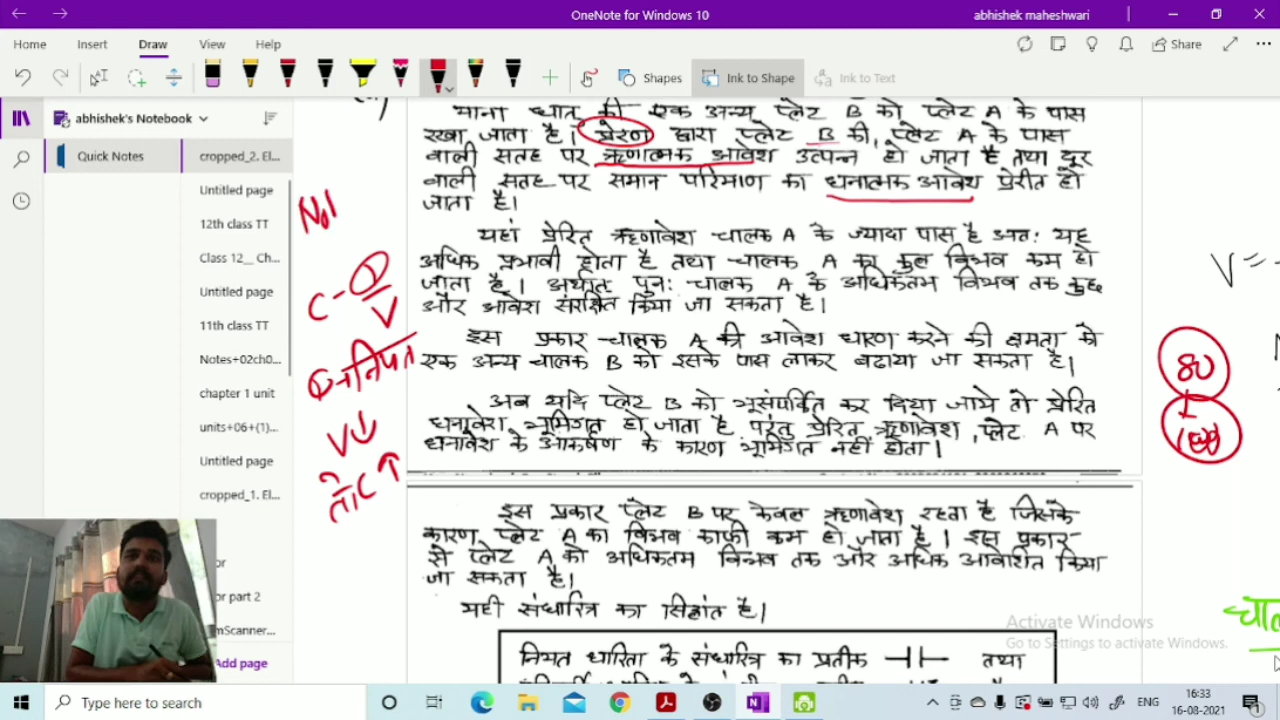 OneNote for Windows 10
abhishek maheshwari
Home Insert Draw View Help
Share
Shapes
Ink to Shape
Ink to Text
abhishek's Notebook
Quick Notes
cropped_2. El...
Untitled page
12th class TT
Class 12__ Ch...
Untitled page
11th class TT
Notes+02ch0...
chapter 1 unit
units+06+(1)...
Untitled page
cropped_1. El...
or
or part 2
mScanner...
Add page
याना धातु की एक अन्य प्लेट B को प्लेट A के पास
रखा जाता है। प्रेरण द्वारा प्लेट B की, प्लेट A के पास
वाली सतह पर ऋणात्मक आवेश उत्पन्न हो जाता है तथा दूर
वाली सतह पर समान परिमाण का धनात्मक आवेश प्रेरीत हो
जाता है।
यहां प्रेरित ऋणावेश चालक A के ज्यादा पास है अतः यह
अधिक प्रभावी होता है तथा चालक A का कुल विभव कम हो
जाता है। अर्थात पुनः चालक A के अधिकतम विभव तक कुछ
और आवेश संरक्षित किया जा सकता है।
इस प्रकार चालक A की आवेश धारण करने की क्षमता को
एक अन्य चालक B को इसके पास लाकर बढाया जा सकता है।
अब यदि प्लेट B को भूसंपर्कित कर दिया जाये तो प्रेरित
धनावेश भूमिगत हो जाता है परंतु प्रेरित ऋणावेश, प्लेट A पर
धनावेश के आकर्षण के कारण भूमिगत नहीं होता।
इस प्रकार प्लेट B पर केवल ऋणावेश रहता है जिसके
कारण प्लेट A का विभव काफी कम हो जाता है। इस प्रकार
से प्लेट A को अधिकतम विभव तक और अधिक आवेशित किया
जा सकता है।
यही संधारित्र का सिद्धांत है।
नियत धारिता के संधारित्र का प्रतीक तथा
No1
C - Q/V
V↓
C ↑
V =
80
Activate Windows
Go to Settings to activate Windows.
Type here to search
ENG
16:33
16-08-2021